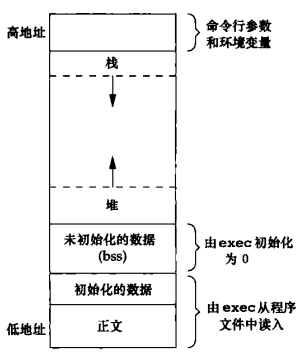 高地址
命令行参数
和环境变量
栈
堆
未初始化的数据
(bss)
由exec初始化
为 0
初始化的数据
由exec从程序
文件中读入
低地址
正文